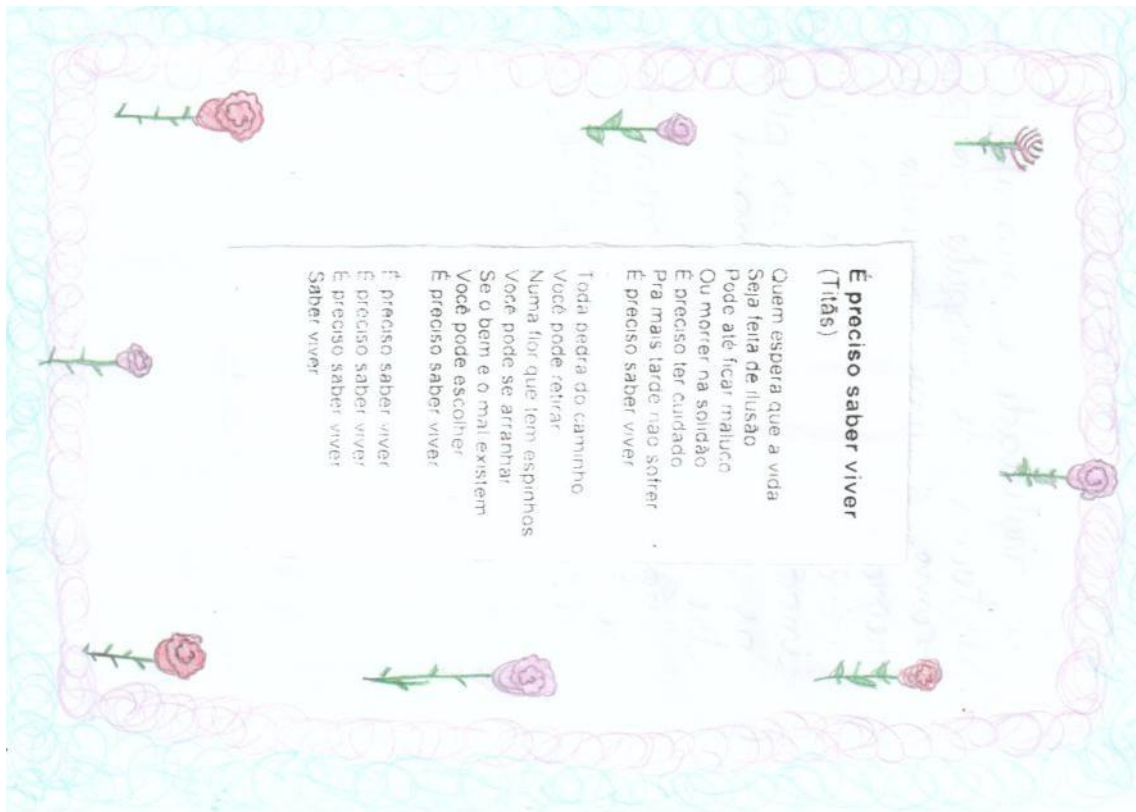 É preciso saber viver
(Titãs)
Quem espera que a vida
Seja feita de ilusão
Pode até ficar maluco
Ou morrer na solidão
É preciso ter cuidado
Pra mais tarde não sofrer
É preciso saber viver
Toda pedra do caminho
Você pode retirar
Numa flor que tem espinhos
Você pode se arranhar
Se o bem e o mal existem
Você pode escolher
É preciso saber viver
É preciso saber viver
É preciso saber viver
É preciso saber viver
Saber viver